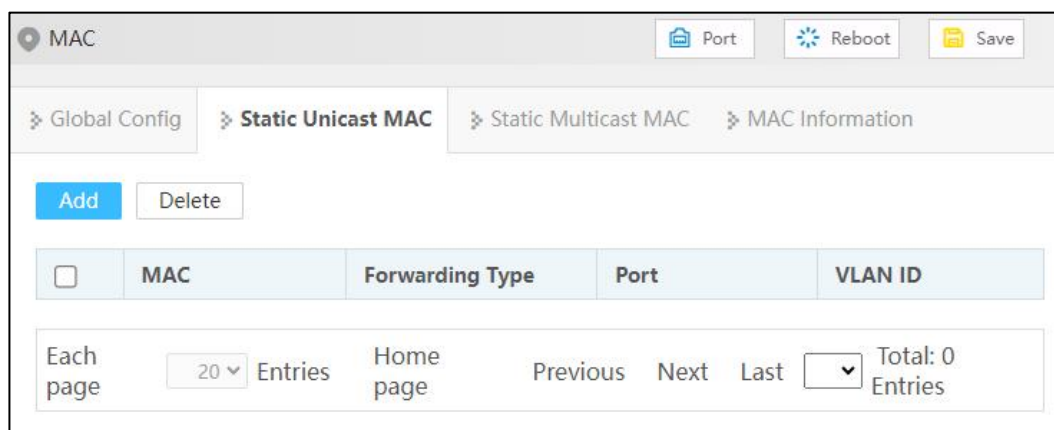 MAC Port Reboot Save
Global Config Static Unicast MAC Static Multicast MAC MAC Information
Add Delete
MAC Forwarding Type Port VLAN ID
Each page 20 Entries Home page Previous Next Last Total: 0 Entries